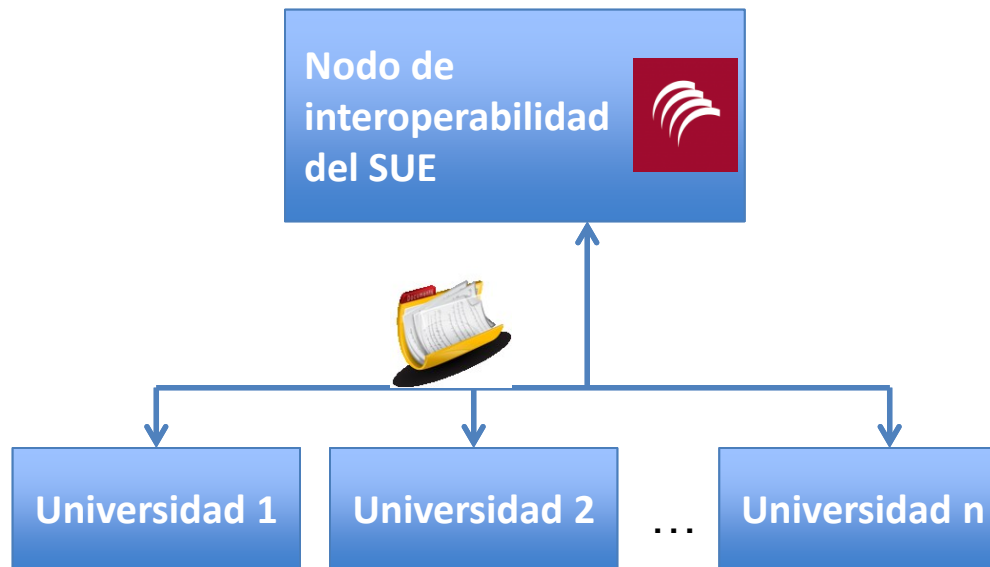 Nodo de
interoperabilidad
del SUE
Universidad 1
Universidad 2
...
Universidad n